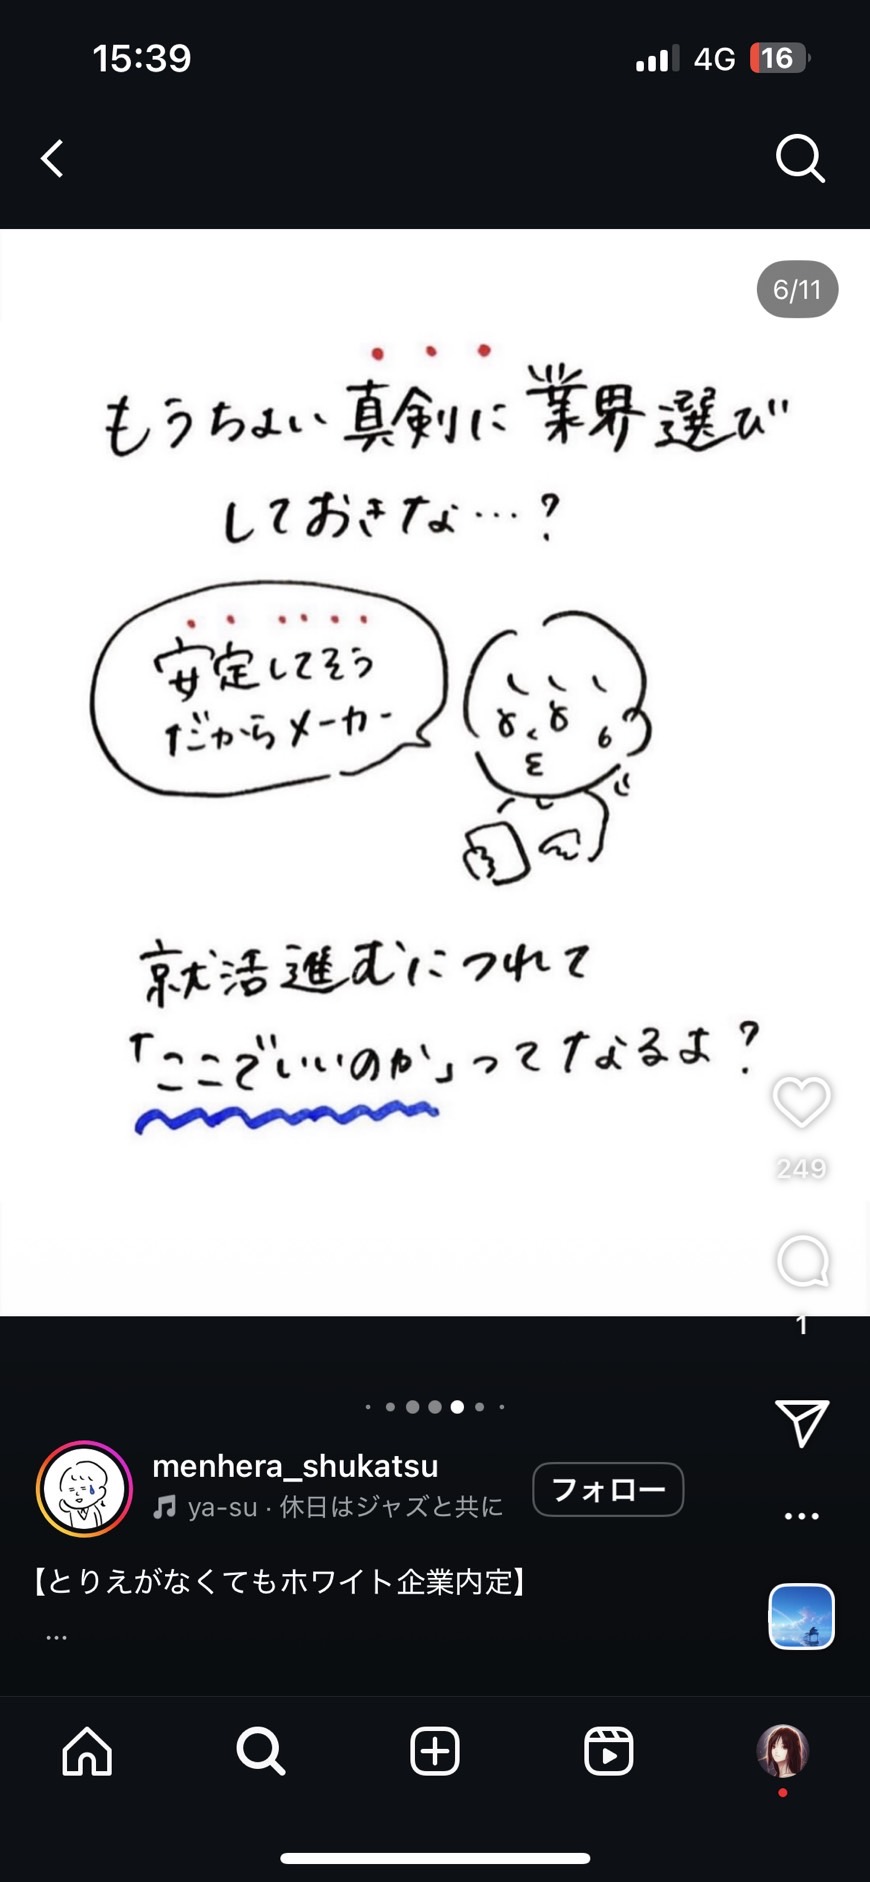 15:39
4G
16
6/11
もうちょい真剣に業界選び
しておきな…？
安定してそう
だからメーカー
就活進むにつれて
「ここでいいのか」ってなるよ？
249
1
menhera_shukatsu
ya-su · 休日はジャズと共に
フォロー
【とりえがなくてもホワイト企業内定】
...